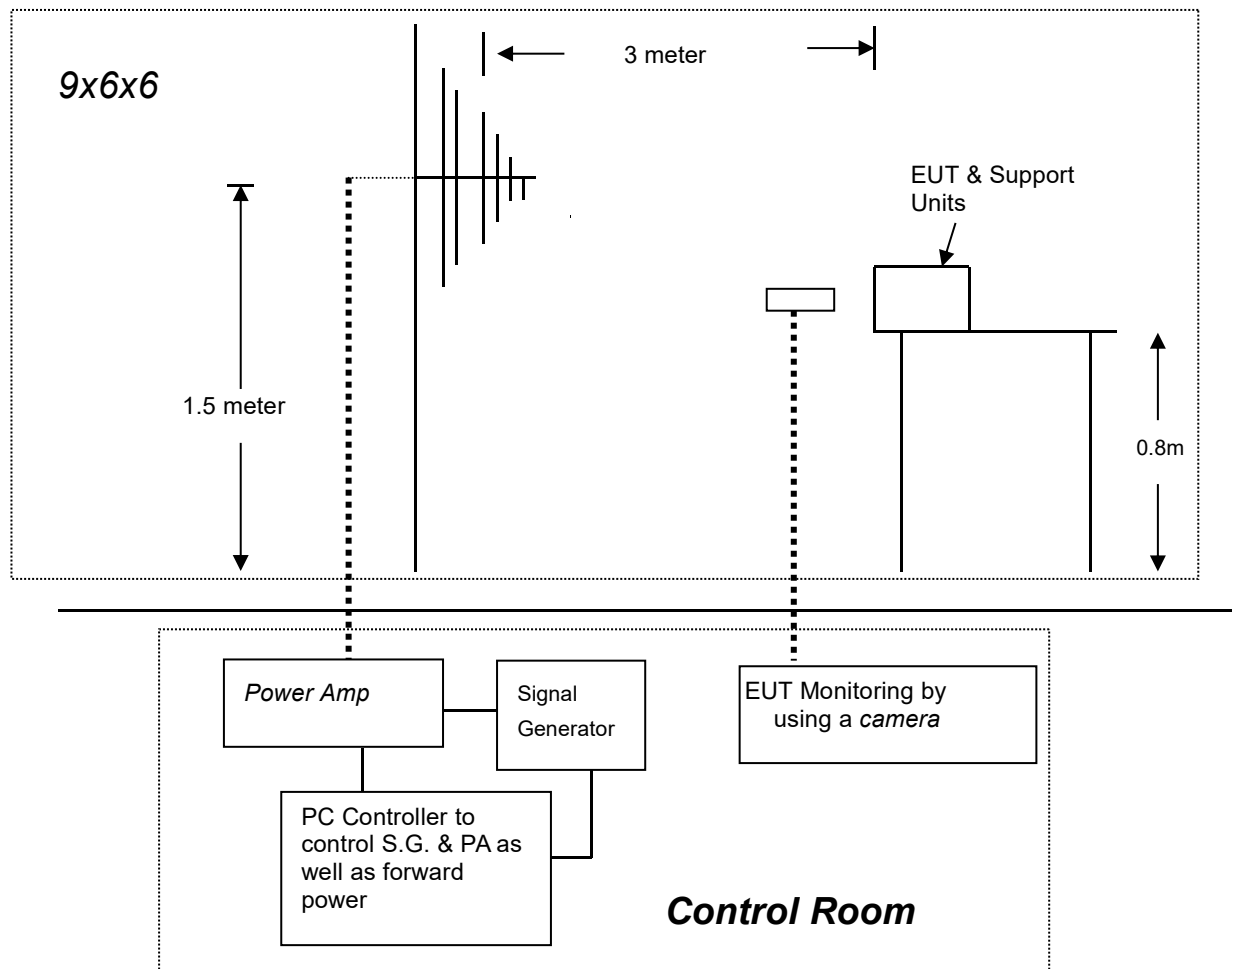 3 meter
9x6x6
EUT & Support
Units
1.5 meter
0.8m
Power Amp
Signal
Generator
EUT Monitoring by
using a camera
PC Controller to
control S.G. & PA as
well as forward
power
Control Room